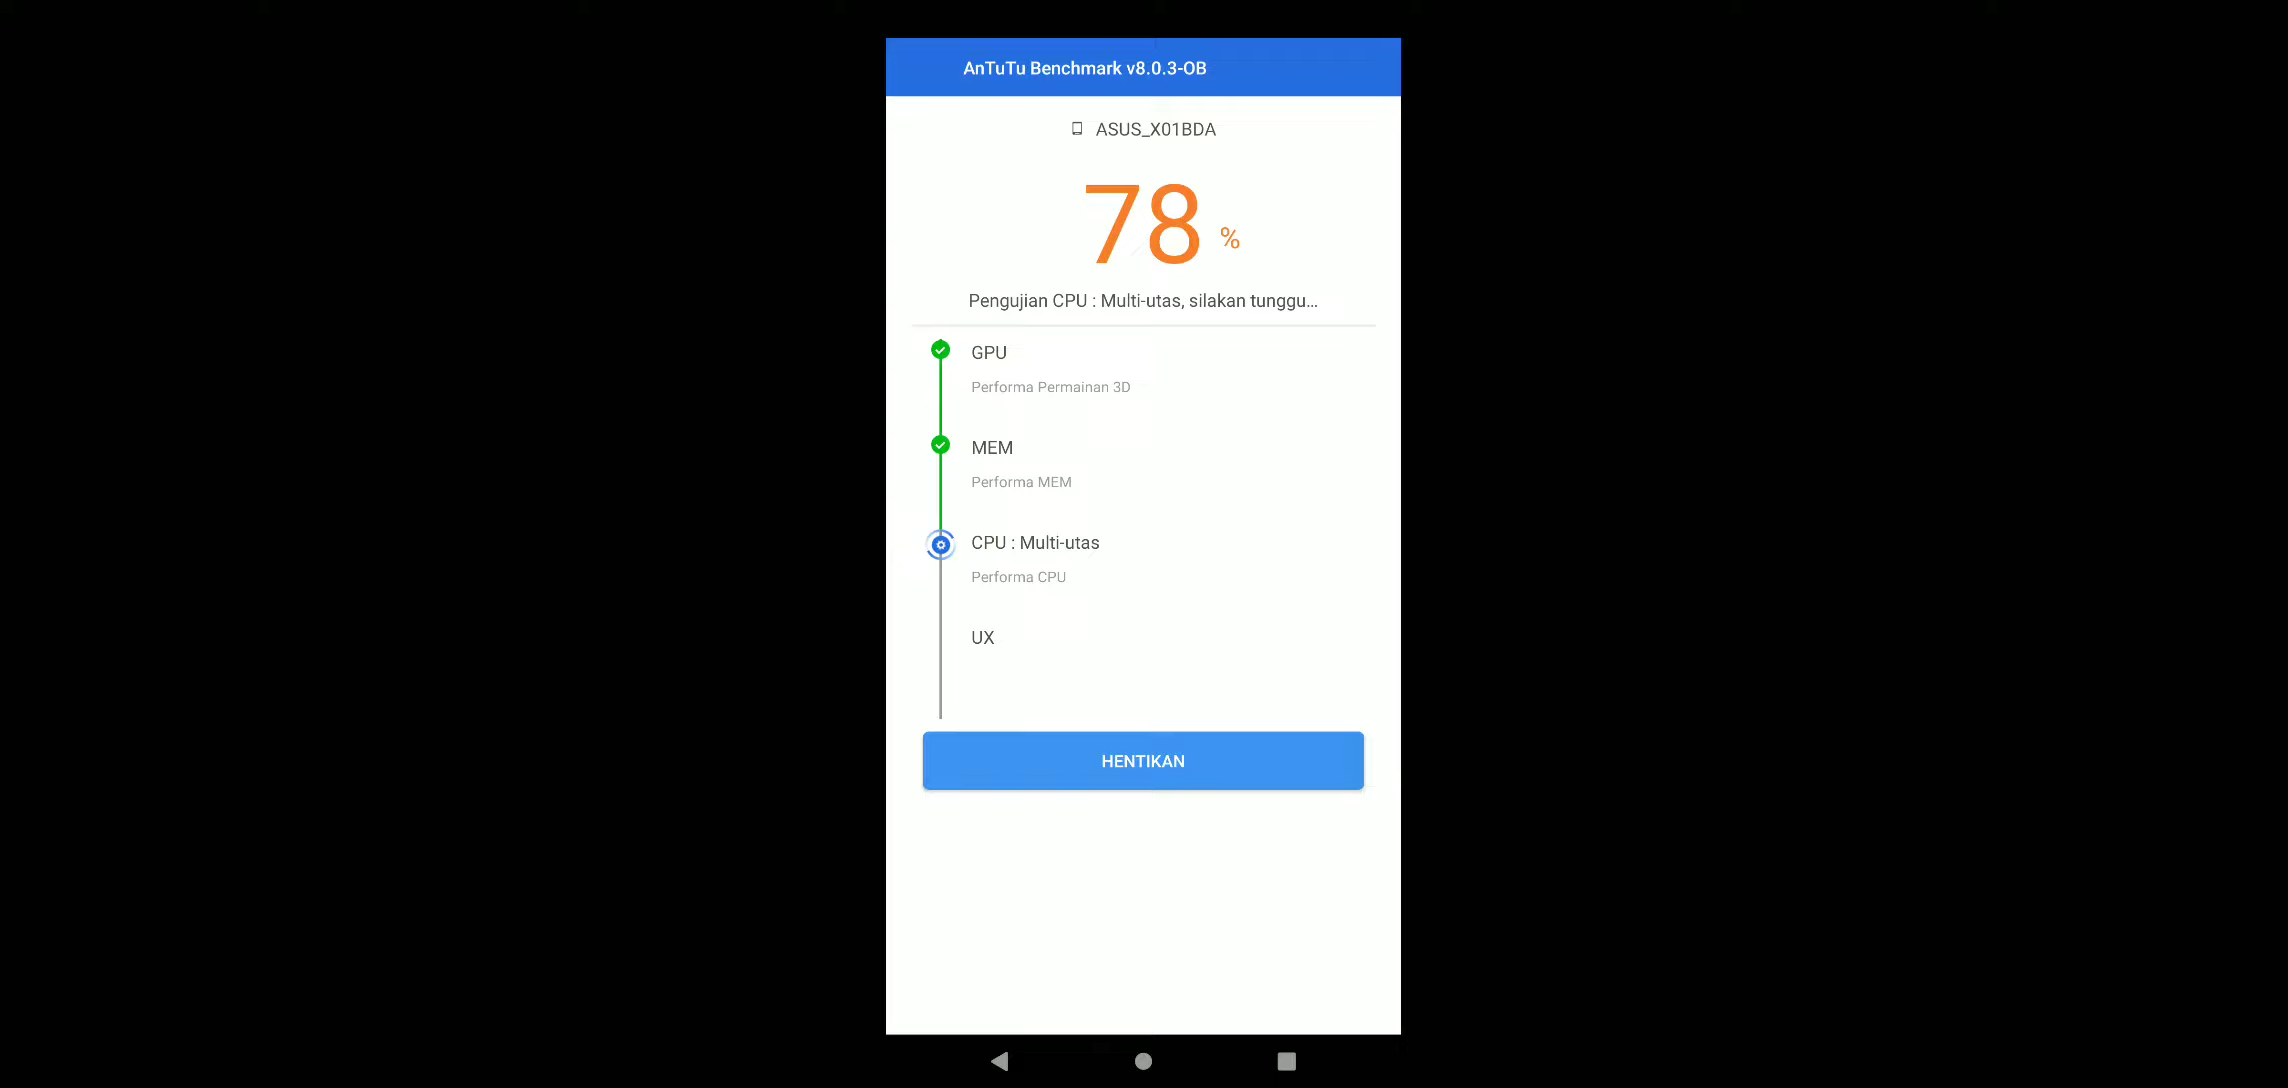 AnTuTu Benchmark v8.0.3-OB
ASUS_X01BDA
78 %
Pengujian CPU : Multi-utas, silakan tunggu...
GPU
Performa Permainan 3D
MEM
Performa MEM
CPU : Multi-utas
Performa CPU
UX
HENTIKAN